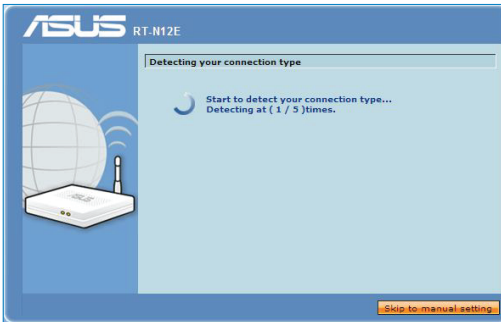 ASUS RT-N12E
Detecting your connection type
Start to detect your connection type...
Detecting at ( 1 / 5 )times.
ASUS
Skip to manual setting